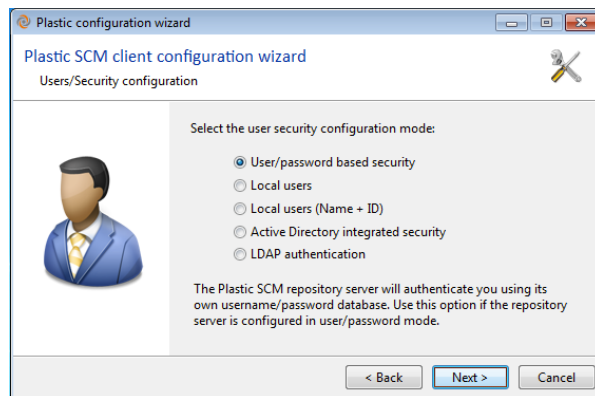 Plastic configuration wizard
Plastic SCM client configuration wizard
Users/Security configuration
Select the user security configuration mode:
User/password based security
Local users
Local users (Name + ID)
Active Directory integrated security
LDAP authentication
The Plastic SCM repository server will authenticate you using its
own username/password database. Use this option if the repository
server is configured in user/password mode.
< Back Next > Cancel